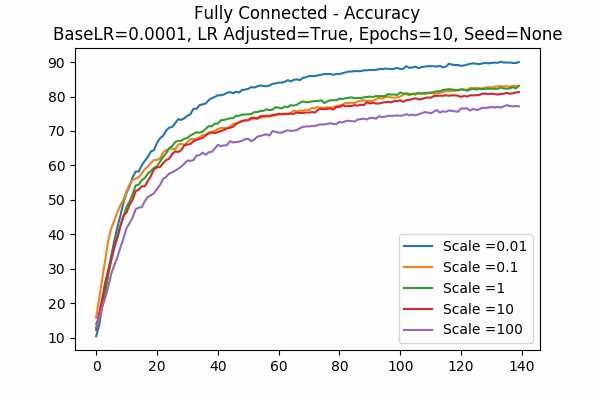 Fully Connected - Accuracy
BaseLR=0.0001, LR Adjusted=True, Epochs=10, Seed=None
90
80
70
60
50
40
30
20
10
Scale =0.01
Scale =0.1
Scale =1
Scale =10
Scale =100
0 20 40 60 80 100 120 140